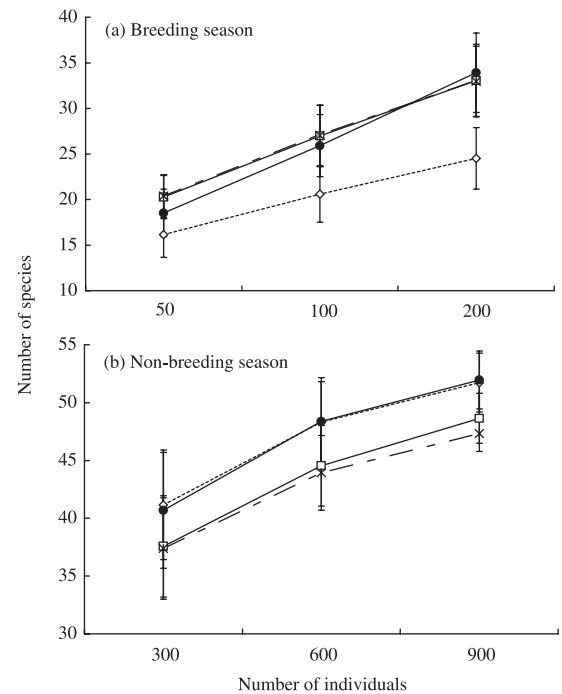 (a) Breeding season
40
35
30
25
20
15
10
50 100 200
Number of species
(b) Non-breeding season
55
50
45
40
35
30
300 600 900
Number of individuals